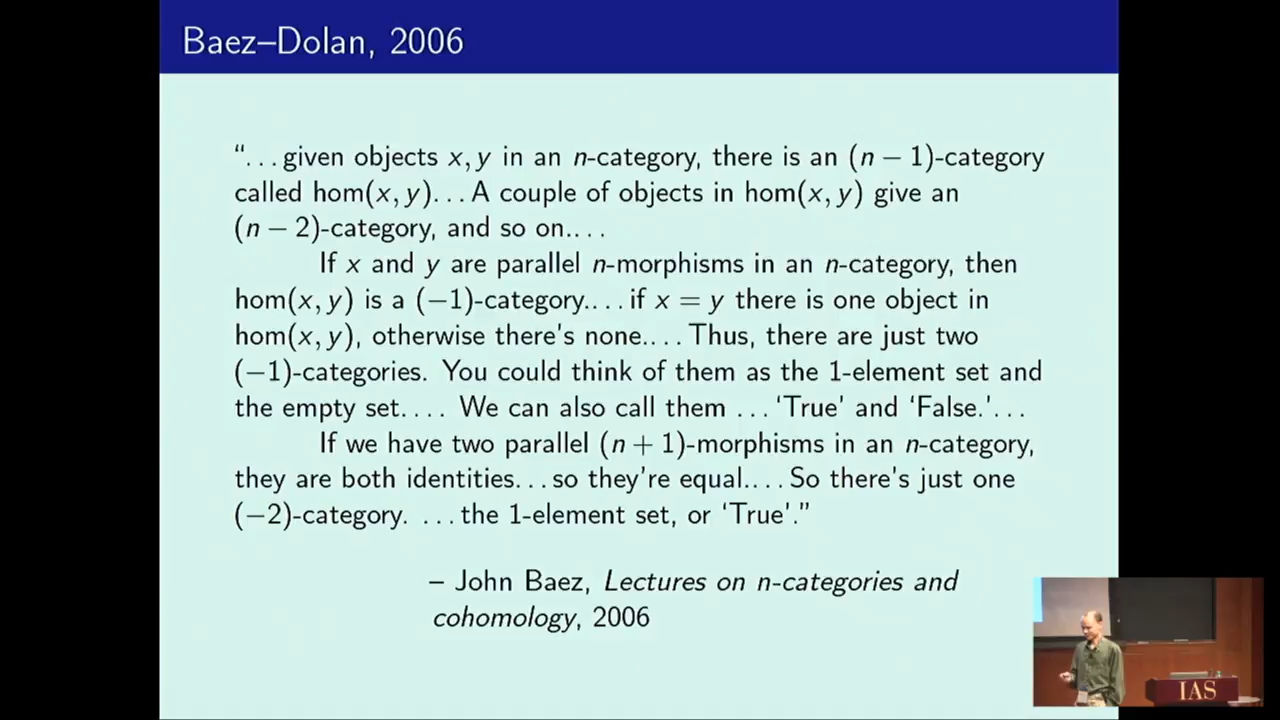 Baez–Dolan, 2006
“. . . given objects x, y in an n-category, there is an (n − 1)-category
called hom(x, y). . . A couple of objects in hom(x, y) give an
(n − 2)-category, and so on.. . .
If x and y are parallel n-morphisms in an n-category, then
hom(x, y) is a (−1)-category.. . . if x = y there is one object in
hom(x, y), otherwise there's none.. . . Thus, there are just two
(−1)-categories. You could think of them as the 1-element set and
the empty set.. . . We can also call them . . . ‘True’ and ‘False.’. . .
If we have two parallel (n + 1)-morphisms in an n-category,
they are both identities. . . so they're equal.. . . So there's just one
(−2)-category. . . . the 1-element set, or ‘True’.”
– John Baez, Lectures on n-categories and
cohomology, 2006
IAS